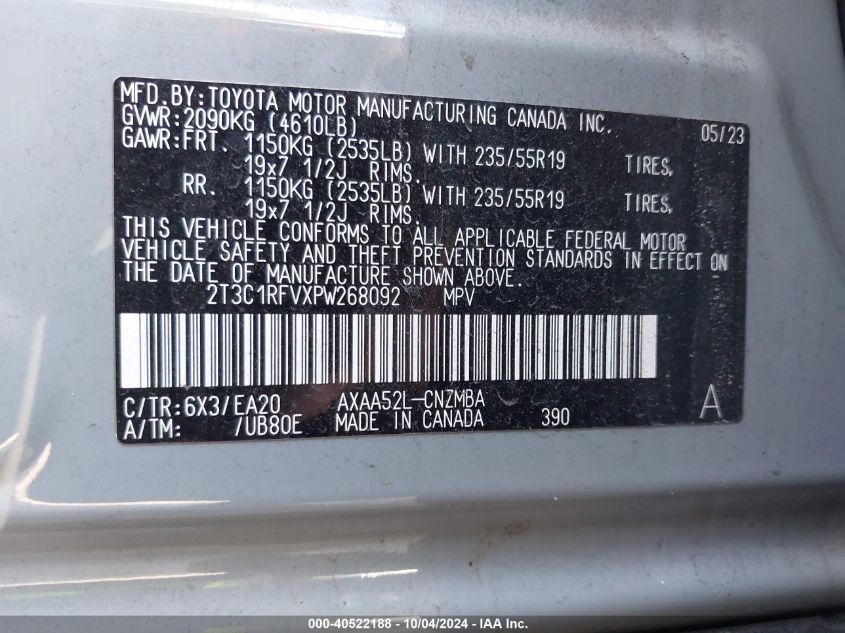 MFD.BY:TOYOTA MOTOR MANUFACTURING CANADA INC. 05/23
GVWR:2090KG (4610LB)
GAWR:FRT. 1150KG (2535LB) WITH 235/55R19 TIRES,
19x7 1/2J RIMS.
RR. 1150KG (2535LB) WITH 235/55R19 TIRES,
19x7 1/2J RIMS.
THIS VEHICLE CONFORMS TO ALL APPLICABLE FEDERAL MOTOR
VEHICLE SAFETY AND THEFT PREVENTION STANDARDS IN EFFECT ON
THE DATE OF MANUFACTURE SHOWN ABOVE.
2T3C1RFVXPW268092 MPV
C/TR:6X3/EA20 AXAA52L-CNZMBA A
A/TM: /UB80E MADE IN CANADA 390
000-40522188 - 10/04/2024 - IAA Inc.